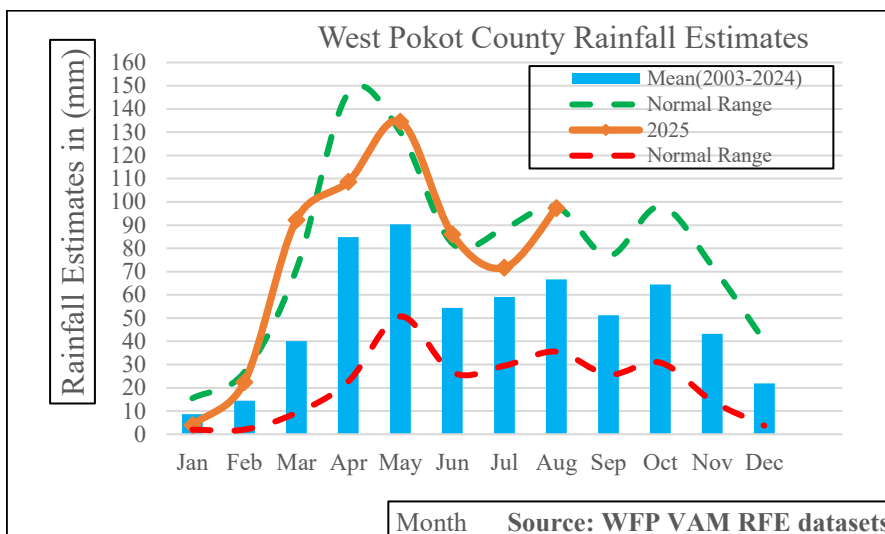 West Pokot County Rainfall Estimates
Rainfall Estimates in (mm)
160
150
140
130
120
110
100
90
80
70
60
50
40
30
20
10
0
Mean(2003-2024)
Normal Range
2025
Normal Range
Jan Feb Mar Apr May Jun Jul Aug Sep Oct Nov Dec
Month Source: WFP VAM RFE datasets